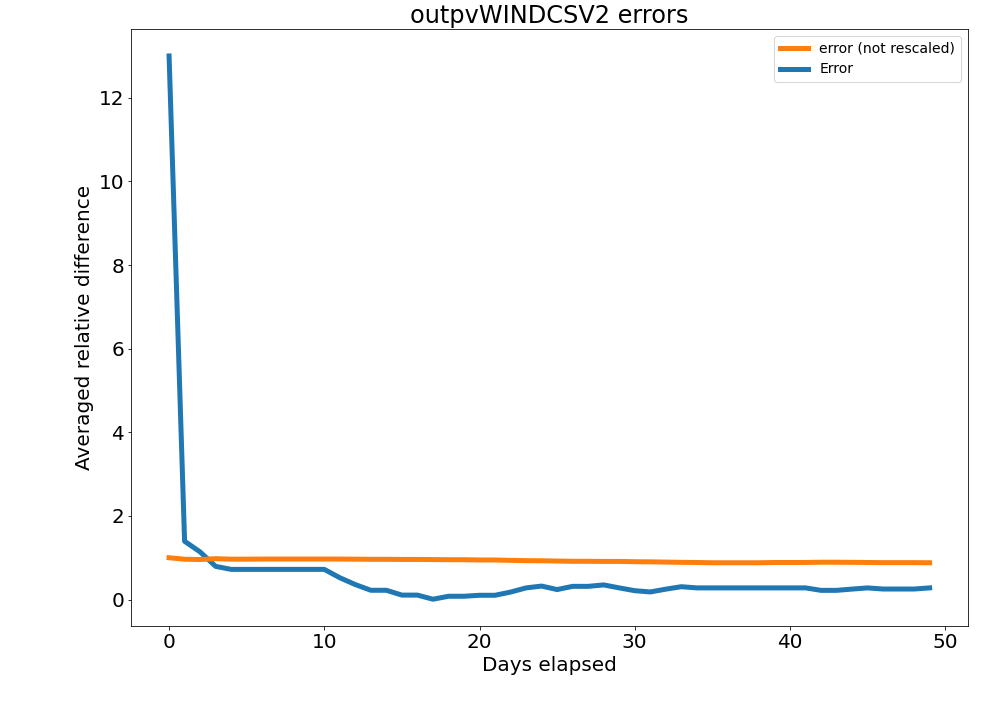 outpvWINDCSV2 errors
error (not rescaled)
Error
Averaged relative difference
12
10
8
6
4
2
0
0 10 20 30 40 50
Days elapsed